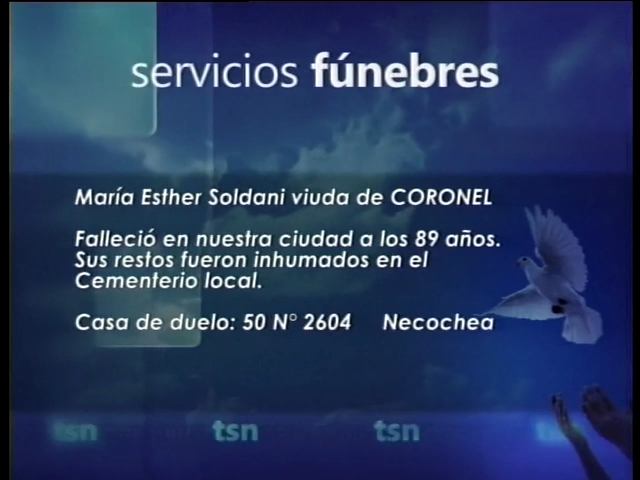 servicios fúnebres
María Esther Soldani viuda de CORONEL
Falleció en nuestra ciudad a los 89 años.
Sus restos fueron inhumados en el
Cementerio local.
Casa de duelo: 50 N° 2604 Necochea
tsn tsn tsn